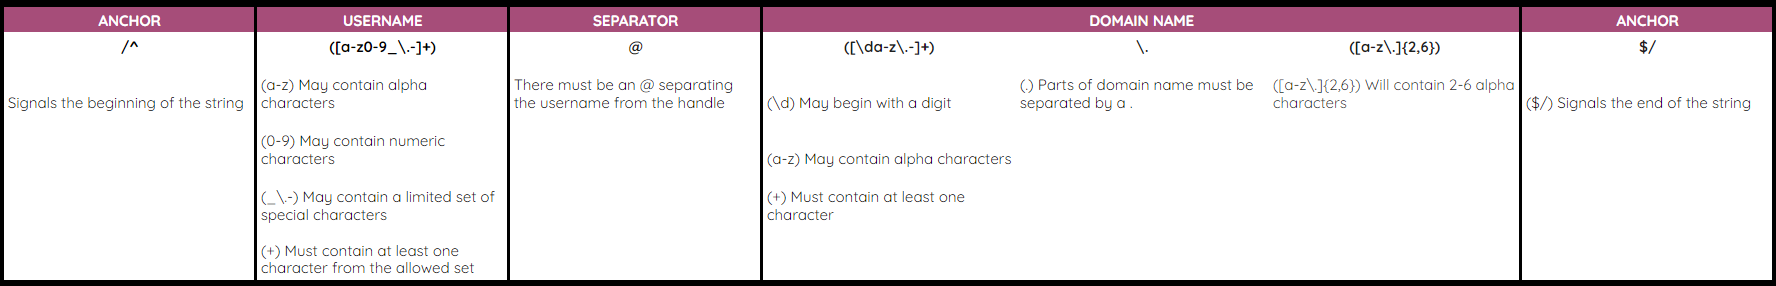 ANCHOR
/^
Signals the beginning of the string
USERNAME
([a-z0-9_\.-]+)
(a-z) May contain alpha
characters
(0-9) May contain numeric
characters
(_\.-) May contain a limited set of
special characters
(+) Must contain at least one
character from the allowed set
SEPARATOR
@
There must be an @ separating
the username from the handle
DOMAIN NAME
([\da-z\.-]+)
(\d) May begin with a digit
(a-z) May contain alpha characters
(+) Must contain at least one
character
\.
(.) Parts of domain name must be
separated by a .
([a-z\.]{2,6})
([a-z\.]{2,6}) Will contain 2-6 alpha
characters
ANCHOR
$/
($/) Signals the end of the string